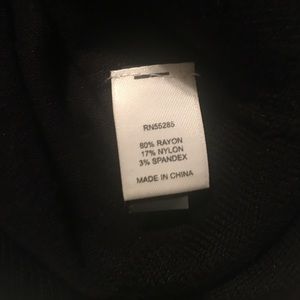 RN55285
80% RAYON
17% NYLON
3% SPANDEX
MADE IN CHINA